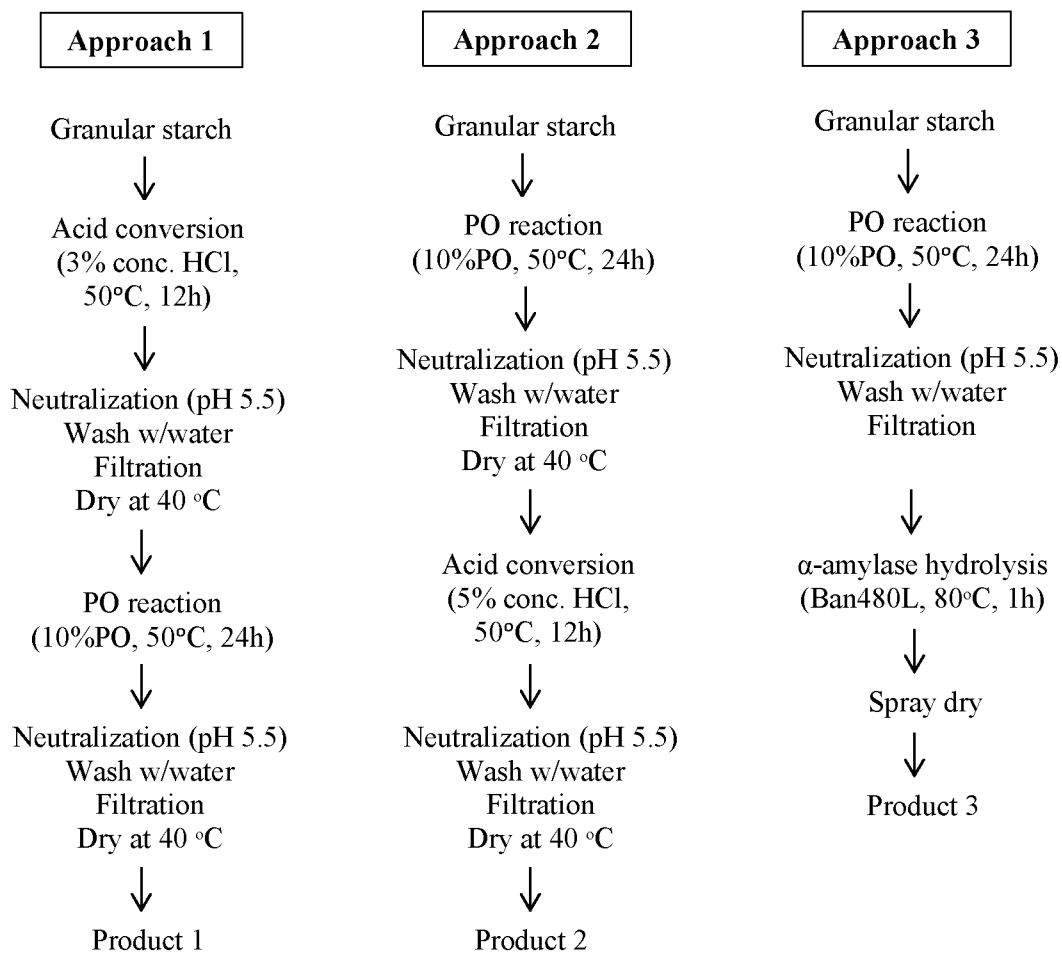 Approach 1
Granular starch
Acid conversion
(3% conc. HCl,
50°C, 12h)
Neutralization (pH 5.5)
Wash w/water
Filtration
Dry at 40 °C
PO reaction
(10%PO, 50°C, 24h)
Neutralization (pH 5.5)
Wash w/water
Filtration
Dry at 40 °C
Product 1
Approach 2
Granular starch
PO reaction
(10%PO, 50°C, 24h)
Neutralization (pH 5.5)
Wash w/water
Filtration
Dry at 40 °C
Acid conversion
(5% conc. HCl,
50°C, 12h)
Neutralization (pH 5.5)
Wash w/water
Filtration
Dry at 40 °C
Product 2
Approach 3
Granular starch
PO reaction
(10%PO, 50°C, 24h)
Neutralization (pH 5.5)
Wash w/water
Filtration
α-amylase hydrolysis
(Ban480L, 80°C, 1h)
Spray dry
Product 3